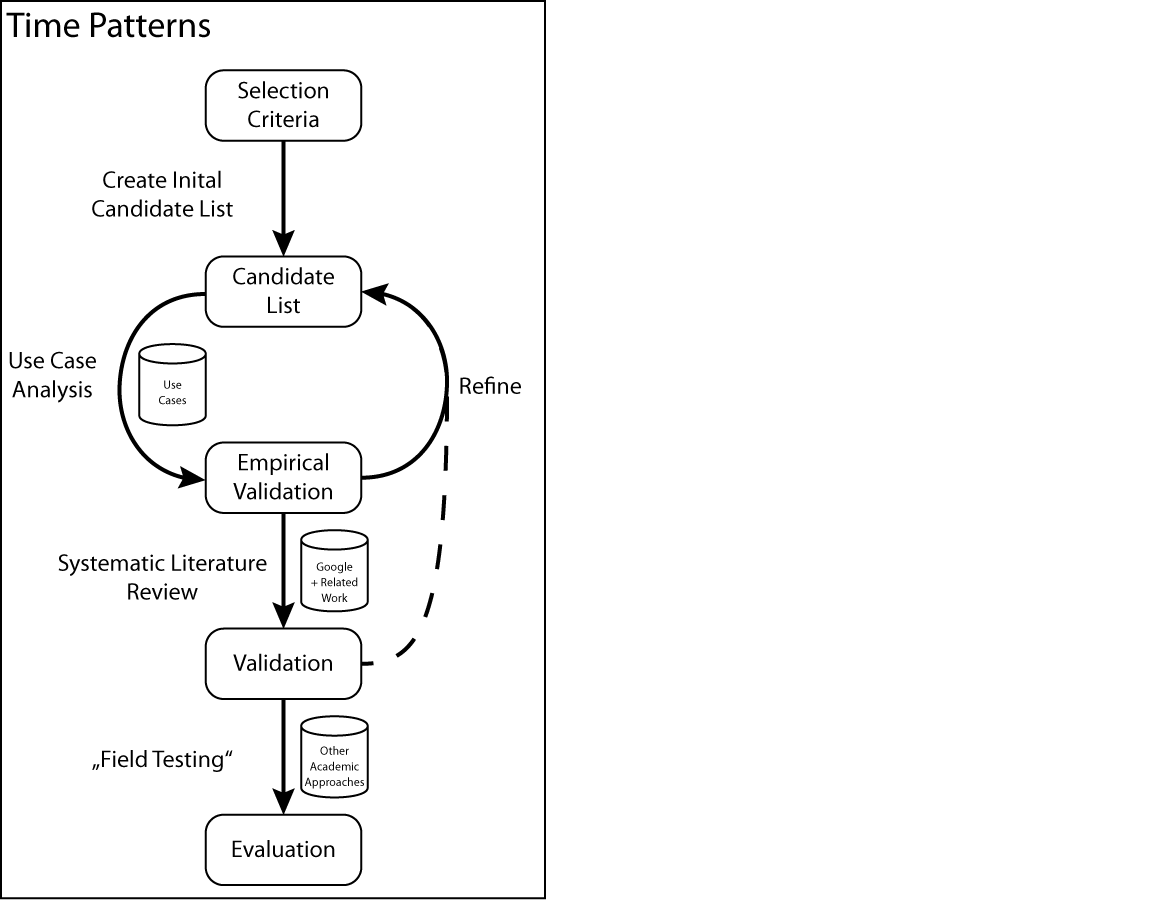 Time Patterns
Selection
Criteria
Create Inital
Candidate List
Candidate
List
Use Case
Analysis
Use
Cases
Refine
Empirical
Validation
Systematic Literature
Review
Google
+ Related
Work
Validation
„Field Testing“
Other
Academic
Approaches
Evaluation